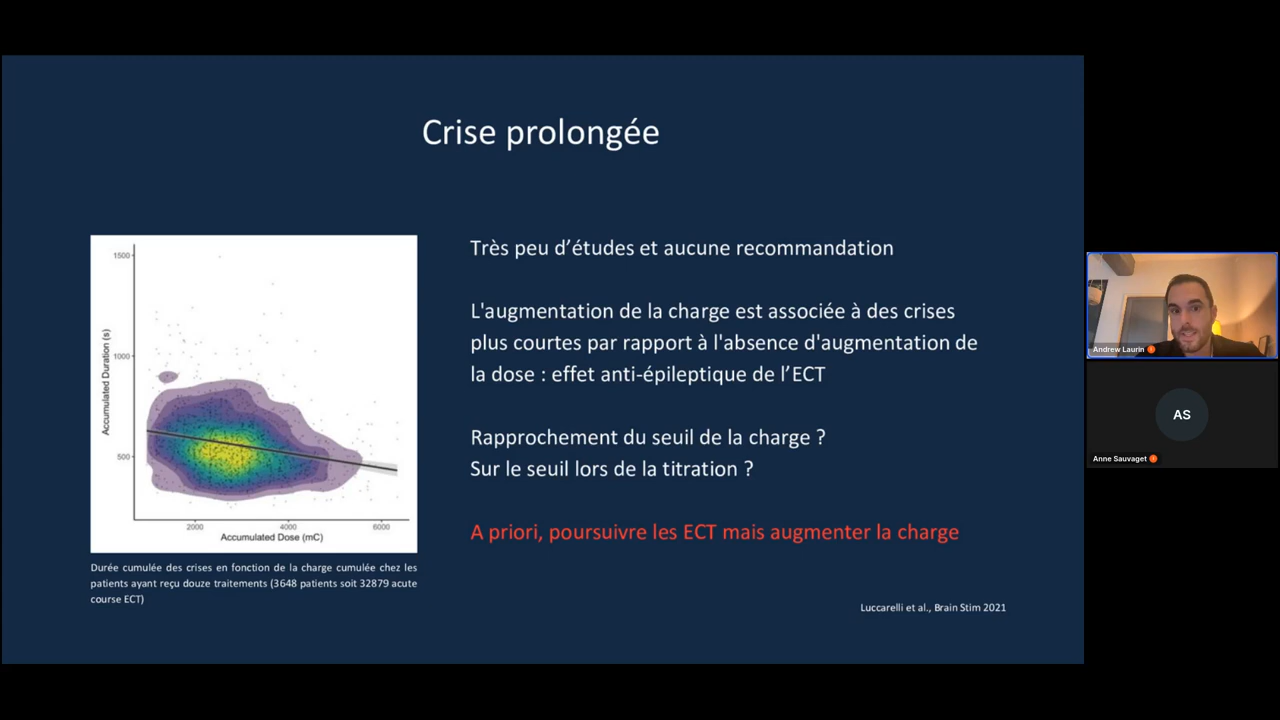 Crise prolongée
1500
1000
500
Accumulated Duration (s)
2000
4000
6000
Accumulated Dose (mC)
Durée cumulée des crises en fonction de la charge cumulée chez les
patients ayant reçu douze traitements (3648 patients soit 32879 acute
course ECT)
Très peu d’études et aucune recommandation
L'augmentation de la charge est associée à des crises
plus courtes par rapport à l'absence d'augmentation de
la dose : effet anti-épileptique de l’ECT
Rapprochement du seuil de la charge ?
Sur le seuil lors de la titration ?
A priori, poursuivre les ECT mais augmenter la charge
Luccarelli et al., Brain Stim 2021
Andrew Laurin
AS
Anne Sauvaget